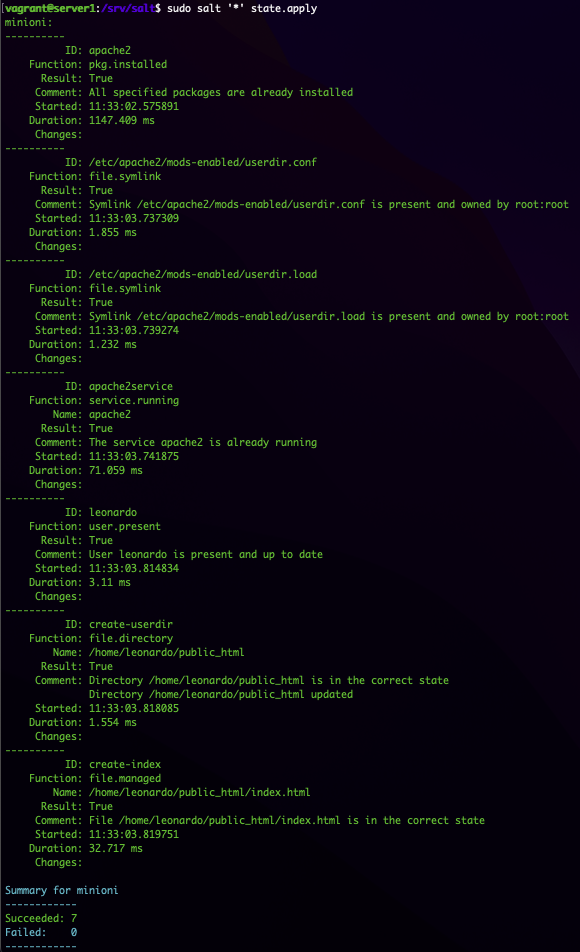 [vagrant@server1:/srv/salt$ sudo salt '*' state.apply
minioni:
----------
          ID: apache2
    Function: pkg.installed
      Result: True
     Comment: All specified packages are already installed
     Started: 11:33:02.575891
    Duration: 1147.409 ms
     Changes:
----------
          ID: /etc/apache2/mods-enabled/userdir.conf
    Function: file.symlink
      Result: True
     Comment: Symlink /etc/apache2/mods-enabled/userdir.conf is present and owned by root:root
     Started: 11:33:03.737309
    Duration: 1.855 ms
     Changes:
----------
          ID: /etc/apache2/mods-enabled/userdir.load
    Function: file.symlink
      Result: True
     Comment: Symlink /etc/apache2/mods-enabled/userdir.load is present and owned by root:root
     Started: 11:33:03.739274
    Duration: 1.232 ms
     Changes:
----------
          ID: apache2service
    Function: service.running
        Name: apache2
      Result: True
     Comment: The service apache2 is already running
     Started: 11:33:03.741875
    Duration: 71.059 ms
     Changes:
----------
          ID: leonardo
    Function: user.present
      Result: True
     Comment: User leonardo is present and up to date
     Started: 11:33:03.814834
    Duration: 3.11 ms
     Changes:
----------
          ID: create-userdir
    Function: file.directory
        Name: /home/leonardo/public_html
      Result: True
     Comment: Directory /home/leonardo/public_html is in the correct state
              Directory /home/leonardo/public_html updated
     Started: 11:33:03.818085
    Duration: 1.554 ms
     Changes:
----------
          ID: create-index
    Function: file.managed
        Name: /home/leonardo/public_html/index.html
      Result: True
     Comment: File /home/leonardo/public_html/index.html is in the correct state
     Started: 11:33:03.819751
    Duration: 32.717 ms
     Changes:

Summary for minioni
------------
Succeeded: 7
Failed:    0
------------